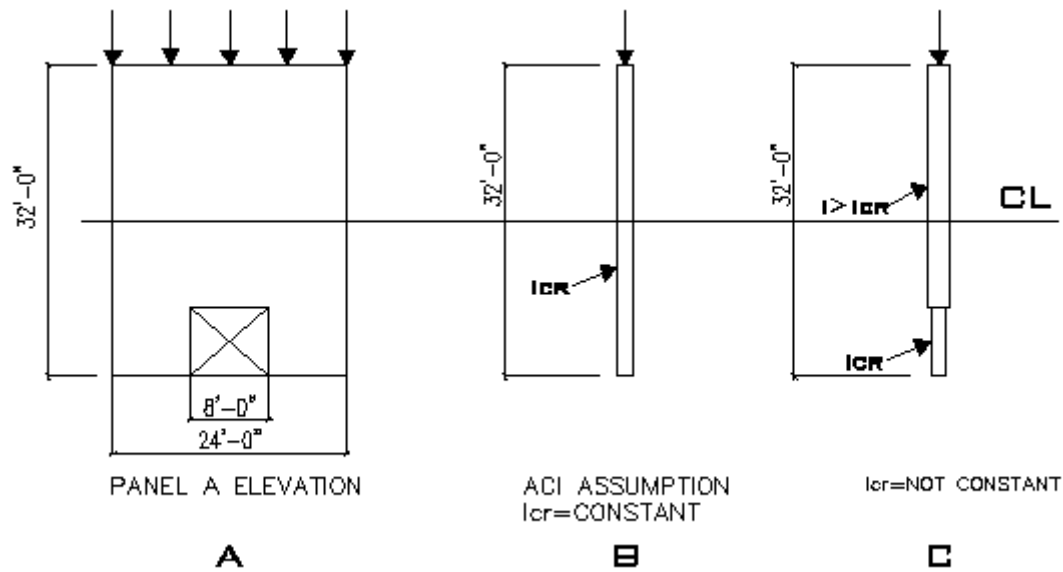 32'-0"
8'-0"
24'-0"
PANEL A ELEVATION
A
32'-0"
IcR
ACI ASSUMPTION
Icr=CONSTANT
B
32'-0"
I>IcR
CL
IcR
Icr=NOT CONSTANT
C